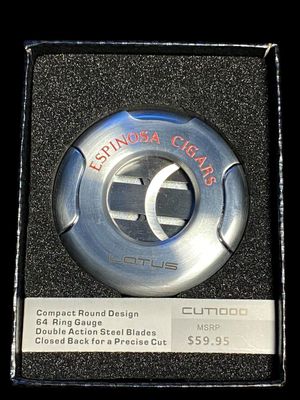 ESPINOSA CIGARS
LOTUS
Compact Round Design
64 Ring Gauge
Double Action Steel Blades
Closed Back for a Precise Cut
CUT1000
MSRP
$59.95